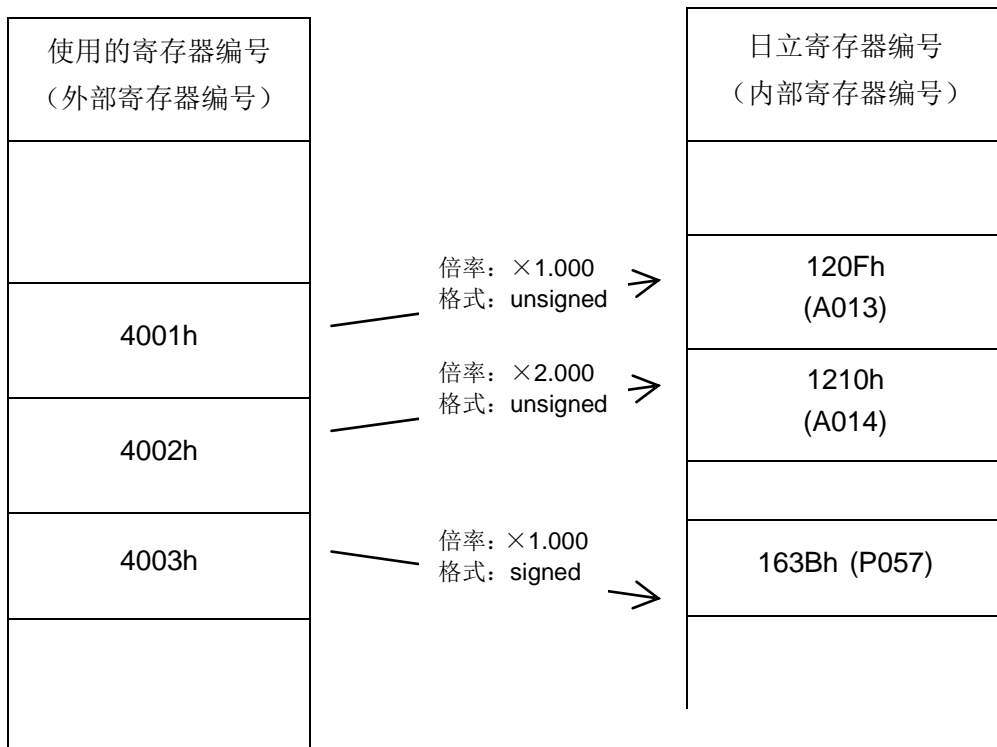 使用的寄存器编号
（外部寄存器编号）
4001h
4002h
4003h
倍率：×1.000
格式：unsigned
倍率：×2.000
格式：unsigned
倍率：×1.000
格式：signed
日立寄存器编号
（内部寄存器编号）
120Fh
(A013)
1210h
(A014)
163Bh (P057)